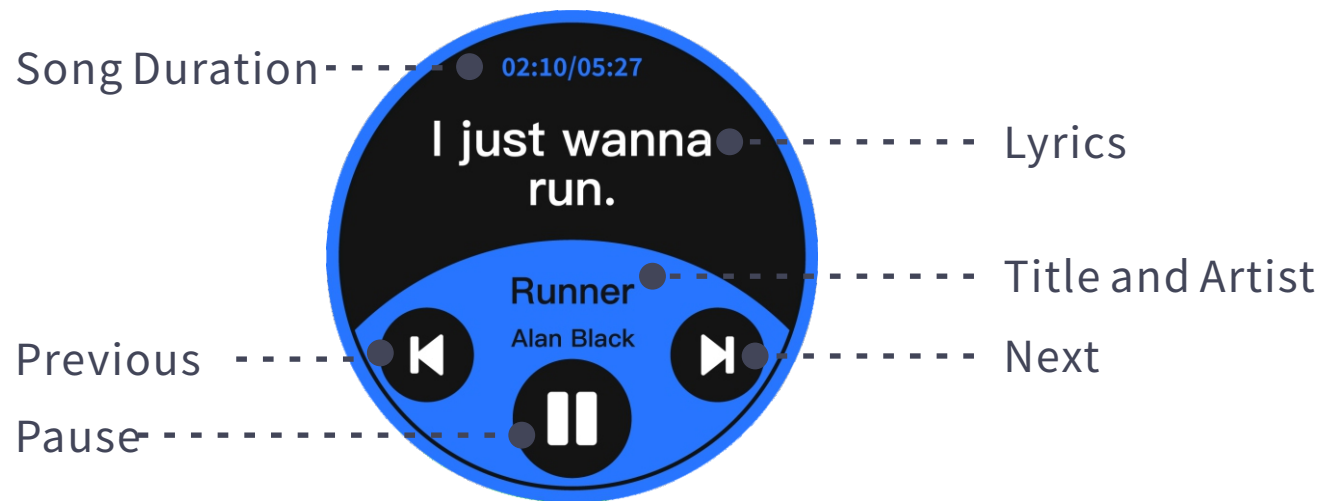 Song Duration
02:10/05:27
I just wanna
run.
Lyrics
Runner
Title and Artist
Alan Black
Previous
Next
Pause